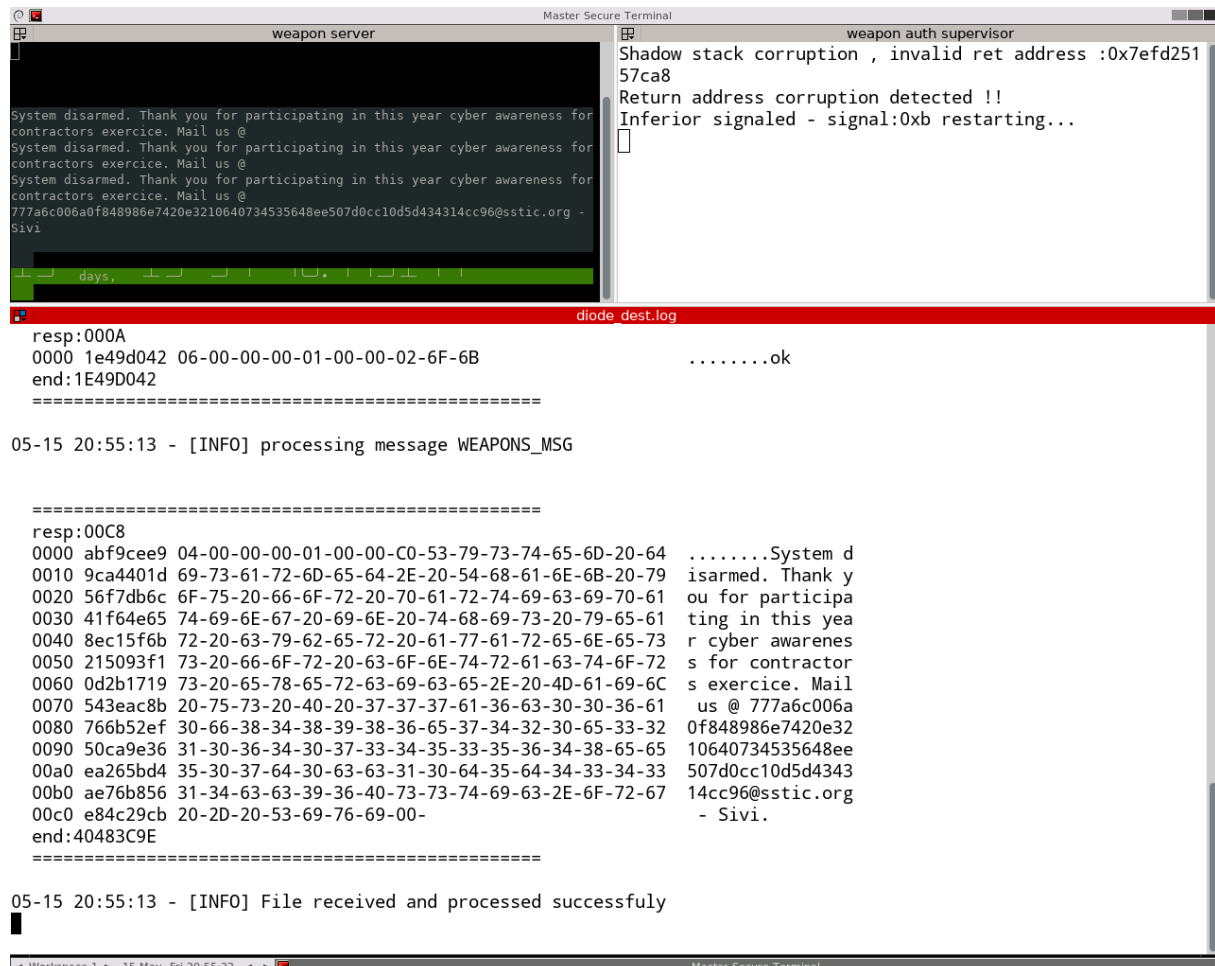 Master Secure Terminal
weapon server
System disarmed. Thank you for participating in this year cyber awareness for
contractors exercice. Mail us @
System disarmed. Thank you for participating in this year cyber awareness for
contractors exercice. Mail us @
System disarmed. Thank you for participating in this year cyber awareness for
contractors exercice. Mail us @
777a6c006a0f848986e7420e3210640734535648ee507d0cc10d5d434314cc96@sstic.org -
Sivi
days,
weapon auth supervisor
Shadow stack corruption , invalid ret address :0x7efd251
57ca8
Return address corruption detected !!
Inferior signaled - signal:0xb restarting...
diode_dest.log
resp:000A
0000 1e49d042 06-00-00-00-01-00-00-02-6F-6B ........ok
end:1E49D042
=================================================
05-15 20:55:13 - [INFO] processing message WEAPONS_MSG
=================================================
resp:00C8
0000 abf9cee9 04-00-00-00-01-00-00-C0-53-79-73-74-65-6D-20-64 ........System d
0010 9ca4401d 69-73-61-72-6D-65-64-2E-20-54-68-61-6E-6B-20-79 isarmed. Thank y
0020 56f7db6c 6F-75-20-66-6F-72-20-70-61-72-74-69-63-69-70-61 ou for participa
0030 41f64e65 74-69-6E-67-20-69-6E-20-74-68-69-73-20-79-65-61 ting in this yea
0040 8ec15f6b 72-20-63-79-62-65-72-20-61-77-61-72-65-6E-65-73 r cyber awarenes
0050 215093f1 73-20-66-6F-72-20-63-6F-6E-74-72-61-63-74-6F-72 s for contractor
0060 0d2b1719 73-20-65-78-65-72-63-69-63-65-2E-20-4D-61-69-6C s exercice. Mail
0070 543eac8b 20-75-73-20-40-20-37-37-37-61-36-63-30-30-36-61 us @ 777a6c006a
0080 766b52ef 30-66-38-34-38-39-38-36-65-37-34-32-30-65-33-32 0f848986e7420e32
0090 50ca9e36 31-30-36-34-30-37-33-34-35-33-35-36-34-38-65-65 10640734535648ee
00a0 ea265bd4 35-30-37-64-30-63-63-31-30-64-35-64-34-33-34-33 507d0cc10d5d4343
00b0 ae76b856 31-34-63-63-39-36-40-73-73-74-69-63-2E-6F-72-67 14cc96@sstic.org
00c0 e84c29cb 20-2D-20-53-69-76-69-00- - Sivi.
end:40483C9E
=================================================
05-15 20:55:13 - [INFO] File received and processed successfuly